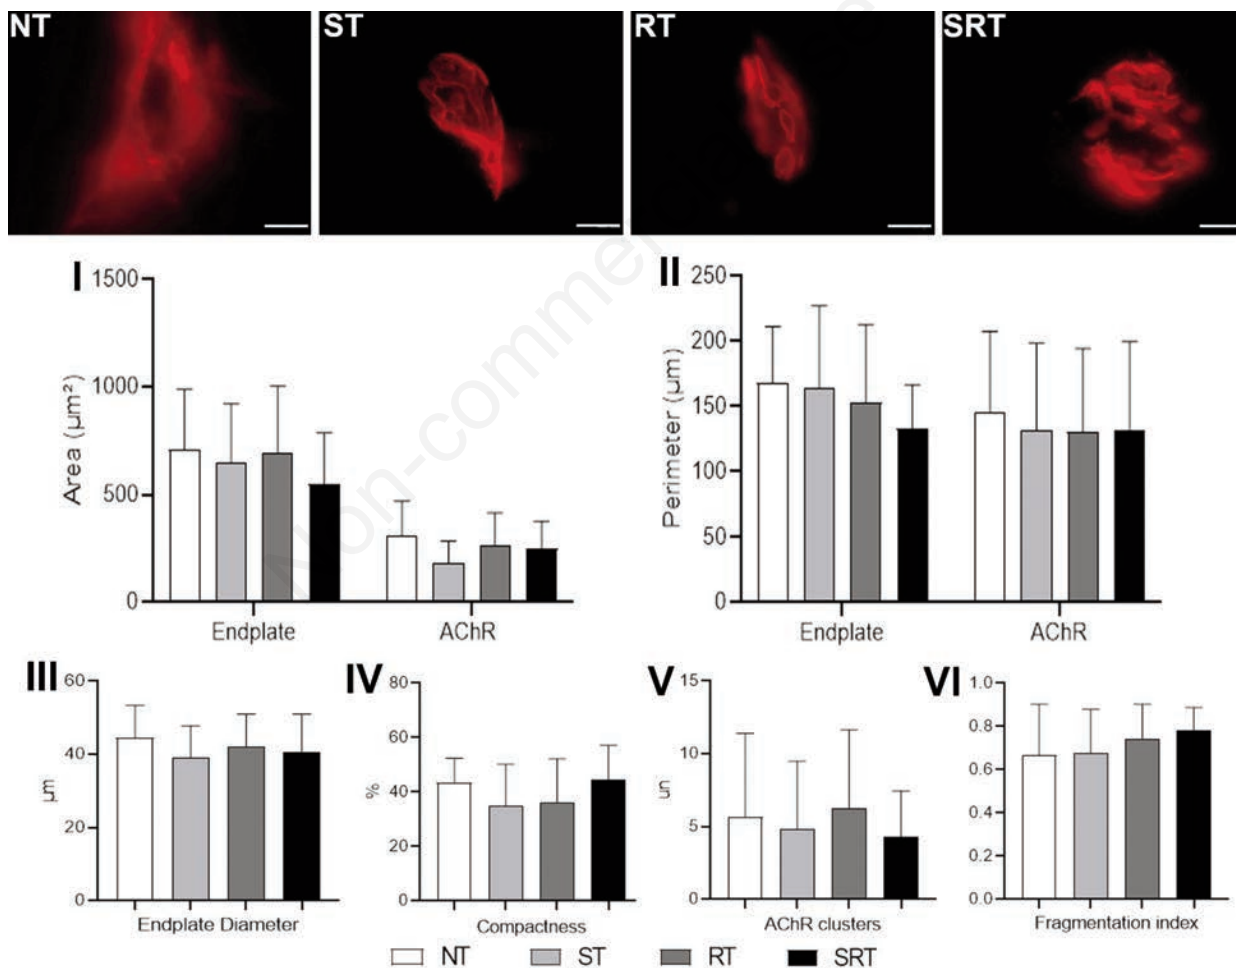 NT ST RT SRT
Non-commercial
I
1500
1000
500
0
Area (µm²)
Endplate AChR
II
250
200
150
100
50
0
Perimeter (µm)
Endplate AChR
III
60
40
20
0
µm
Endplate Diameter
IV
80
60
40
20
0
%
Compactness
V
15
10
5
0
un
AChR clusters
VI
1.0
0.8
0.6
0.4
0.2
0.0
Fragmentation index
NT ST RT SRT